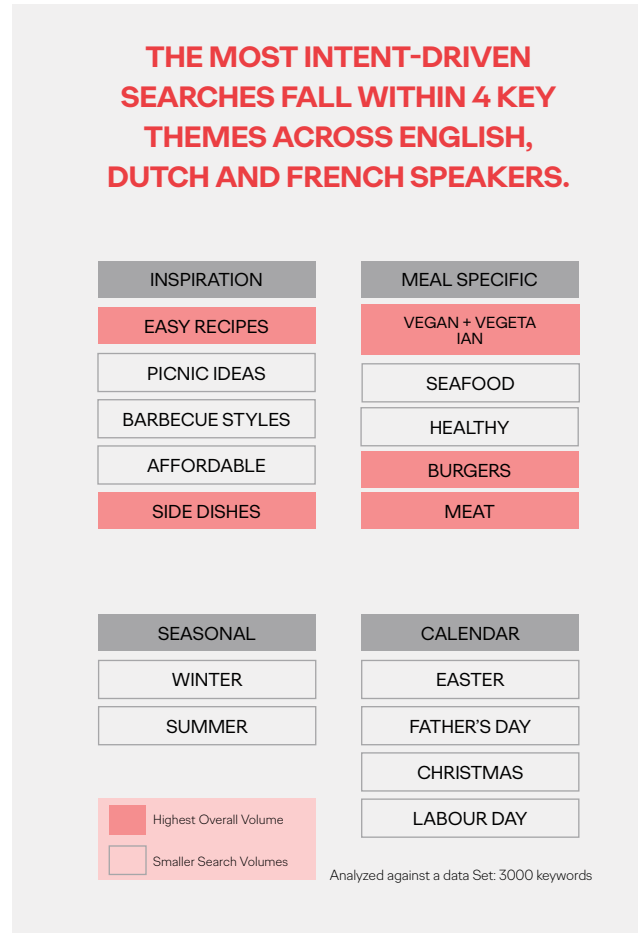 THE MOST INTENT-DRIVEN
SEARCHES FALL WITHIN 4 KEY
THEMES ACROSS ENGLISH,
DUTCH AND FRENCH SPEAKERS.
INSPIRATION
EASY RECIPES
PICNIC IDEAS
BARBECUE STYLES
AFFORDABLE
SIDE DISHES
MEAL SPECIFIC
VEGAN + VEGETA
IAN
SEAFOOD
HEALTHY
BURGERS
MEAT
SEASONAL
WINTER
SUMMER
CALENDAR
EASTER
FATHER'S DAY
CHRISTMAS
LABOUR DAY
Highest Overall Volume
Smaller Search Volumes
Analyzed against a data Set: 3000 keywords